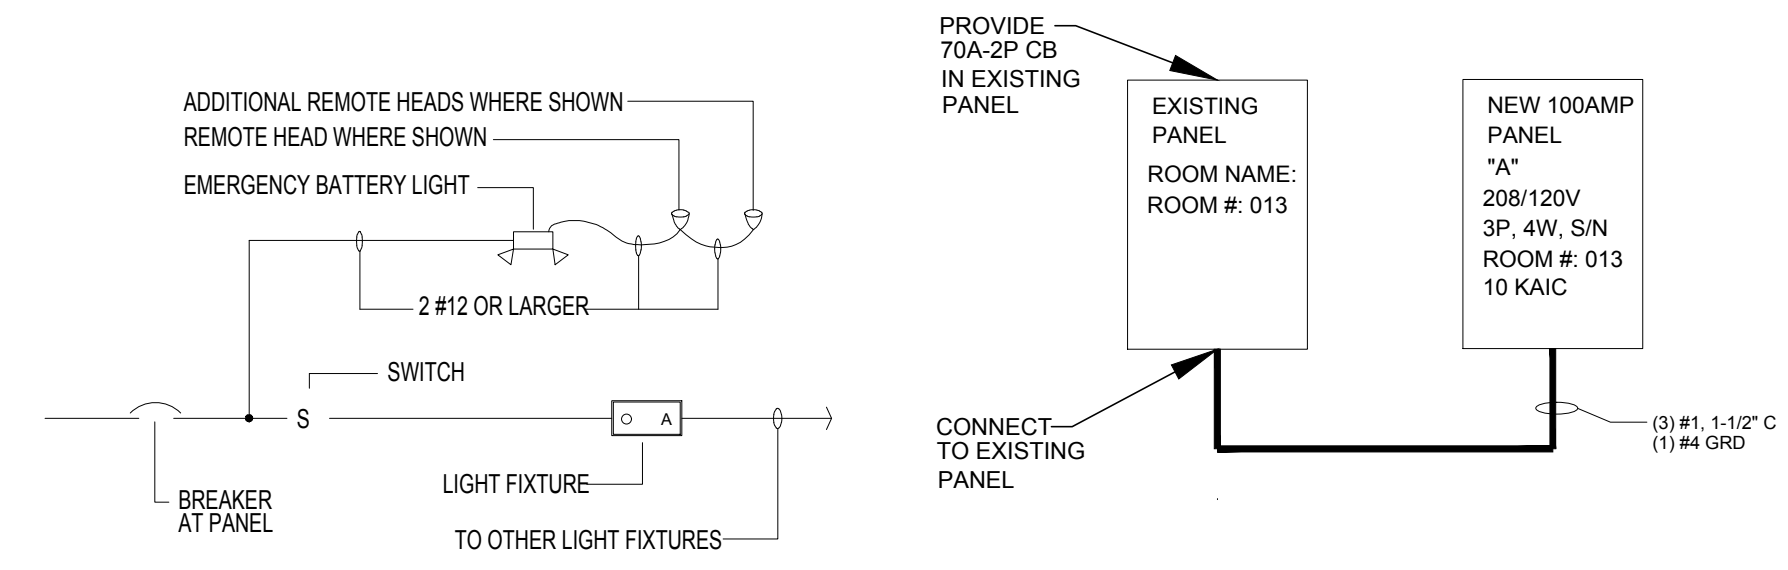 ADDITIONAL REMOTE HEADS WHERE SHOWN
REMOTE HEAD WHERE SHOWN
EMERGENCY BATTERY LIGHT
2 #12 OR LARGER
SWITCH
S
A
LIGHT FIXTURE
BREAKER
AT PANEL
TO OTHER LIGHT FIXTURES
PROVIDE
70A-2P CB
IN EXISTING
PANEL
EXISTING
PANEL
ROOM NAME:
ROOM #: 013
NEW 100AMP
PANEL
"A"
208/120V
3P, 4W, S/N
ROOM #: 013
10 KAIC
CONNECT
TO EXISTING
PANEL
(3) #1, 1-1/2" C
(1) #4 GRD